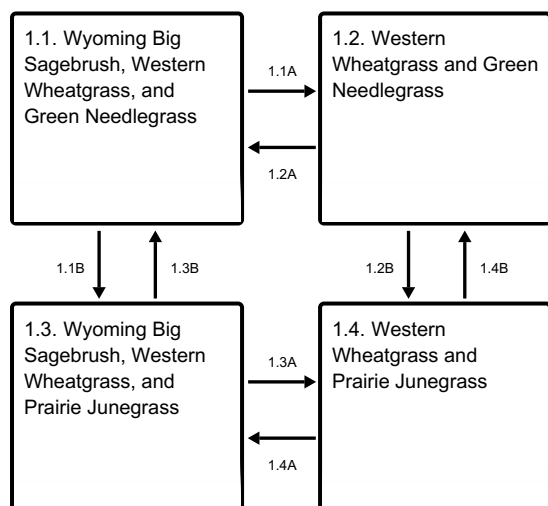 1.1. Wyoming Big
Sagebrush, Western
Wheatgrass, and
Green Needlegrass
1.1A
1.2A
1.2. Western
Wheatgrass and Green
Needlegrass
1.1B
1.3B
1.2B
1.4B
1.3. Wyoming Big
Sagebrush, Western
Wheatgrass, and
Prairie Junegrass
1.3A
1.4A
1.4. Western
Wheatgrass and
Prairie Junegrass